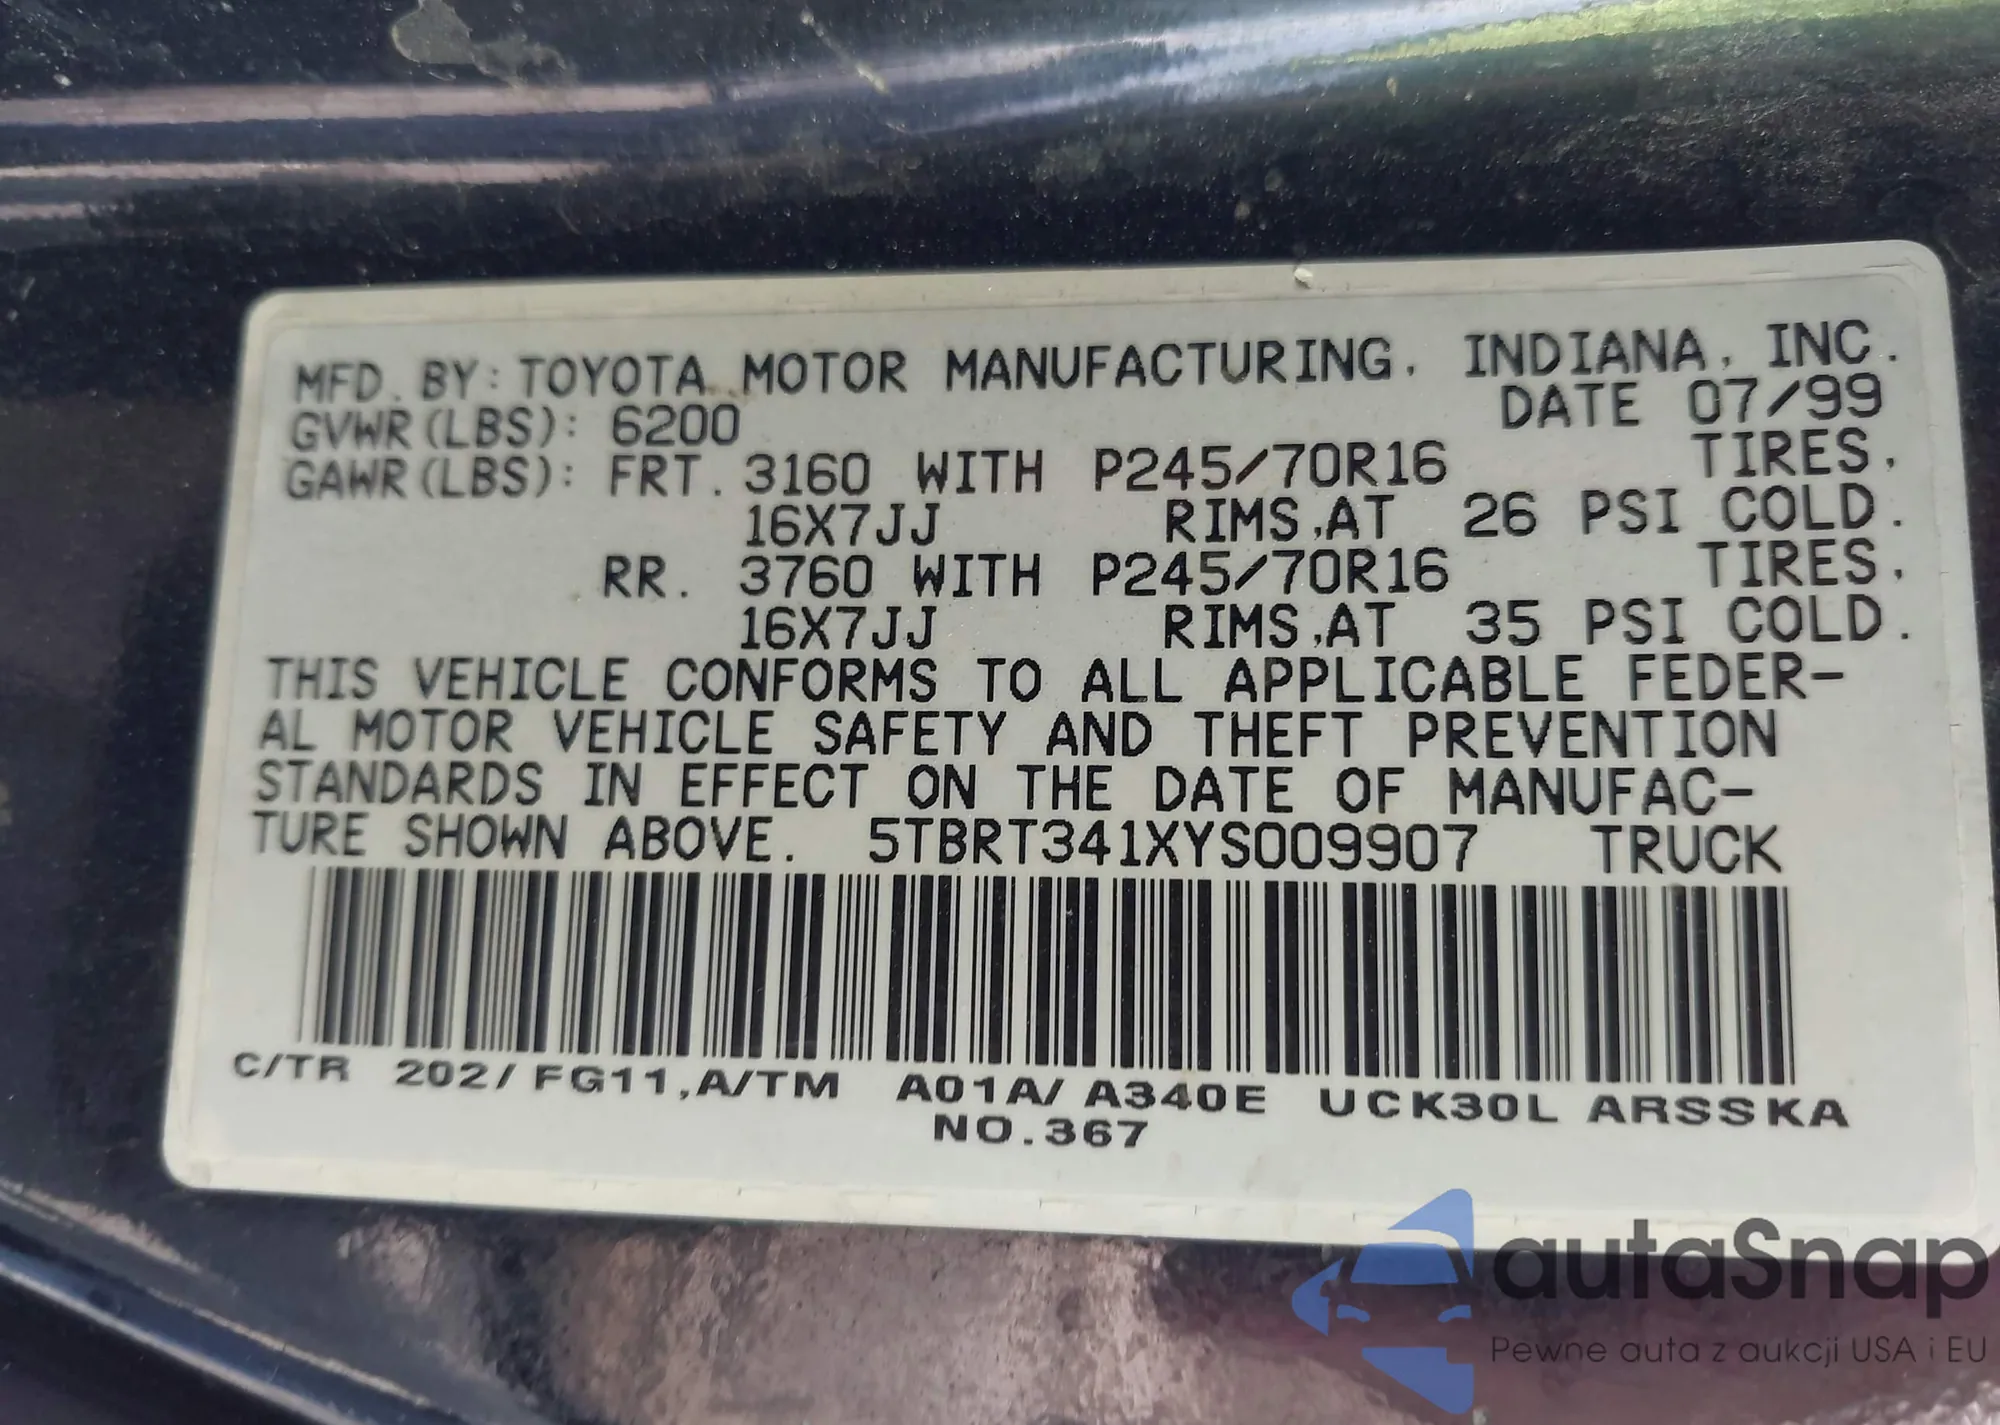 MFD. BY: TOYOTA MOTOR MANUFACTURING, INDIANA, INC.
GVWR(LBS): 6200 DATE 07/99
GAWR(LBS): FRT. 3160 WITH P245/70R16 TIRES,
16X7JJ RIMS,AT 26 PSI COLD.
RR. 3760 WITH P245/70R16 TIRES,
16X7JJ RIMS,AT 35 PSI COLD.
THIS VEHICLE CONFORMS TO ALL APPLICABLE FEDER-
AL MOTOR VEHICLE SAFETY AND THEFT PREVENTION
STANDARDS IN EFFECT ON THE DATE OF MANUFAC-
TURE SHOWN ABOVE. 5TBRT341XYS009907 TRUCK
C/TR 202/FG11,A/TM A01A/A340E UCK30L ARSSKA
NO.367
autaSnap
Pewne auta z aukcji USA i EU